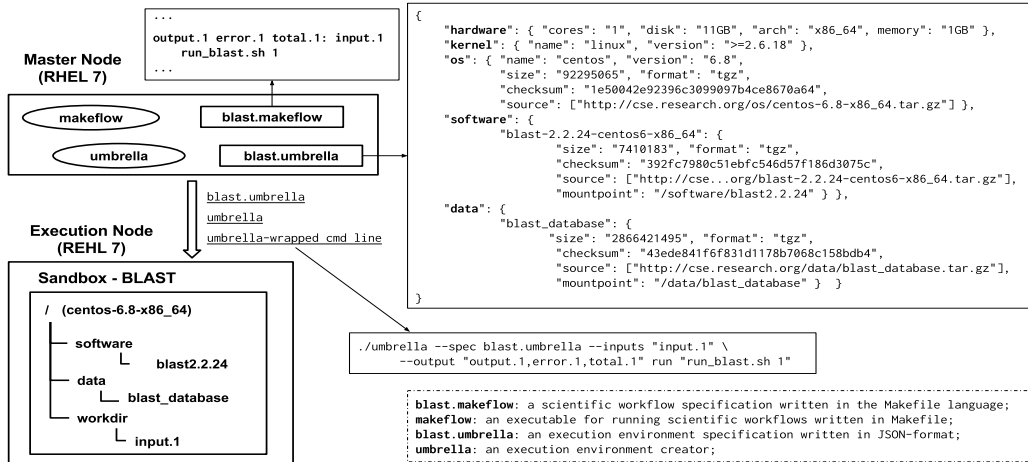 ...
output.1 error.1 total.1: input.1
run_blast.sh 1
...
Master Node
(RHEL 7)
makeflow
blast.makeflow
umbrella
blast.umbrella
blast.umbrella
umbrella
umbrella-wrapped cmd line
Execution Node
(REHL 7)
Sandbox - BLAST
/ (centos-6.8-x86_64)
software
blast2.2.24
data
blast_database
workdir
input.1
{
"hardware": { "cores": "1", "disk": "11GB", "arch": "x86_64", memory": "1GB" },
"kernel": { "name": "linux", "version": ">=2.6.18" },
"os": { "name": "centos", "version": "6.8",
"size": "92295065", "format": "tgz",
"checksum": "1e50042e92396c3099097b4ce8670a64",
"source": ["http://cse.research.org/os/centos-6.8-x86_64.tar.gz"] },
"software": {
"blast-2.2.24-centos6-x86_64": {
"size": "7410183", "format": "tgz",
"checksum": "392fc7980c51ebfc546d57f186d3075c",
"source": ["http://cse...org/blast-2.2.24-centos6-x86_64.tar.gz"],
"mountpoint": "/software/blast2.2.24" } },
"data": {
"blast_database": {
"size": "2866421495", "format": "tgz",
"checksum": "43ede841f6f831d1178b7068c158bdb4",
"source": ["http://cse.research.org/data/blast_database.tar.gz"],
"mountpoint": "/data/blast_database" } }
}
./umbrella --spec blast.umbrella --inputs "input.1" \
--output "output.1,error.1,total.1" run "run_blast.sh 1"
blast.makeflow: a scientific workflow specification written in the Makefile language;
makeflow: an executable for running scientific workflows written in Makefile;
blast.umbrella: an execution environment specification written in JSON-format;
umbrella: an execution environment creator;